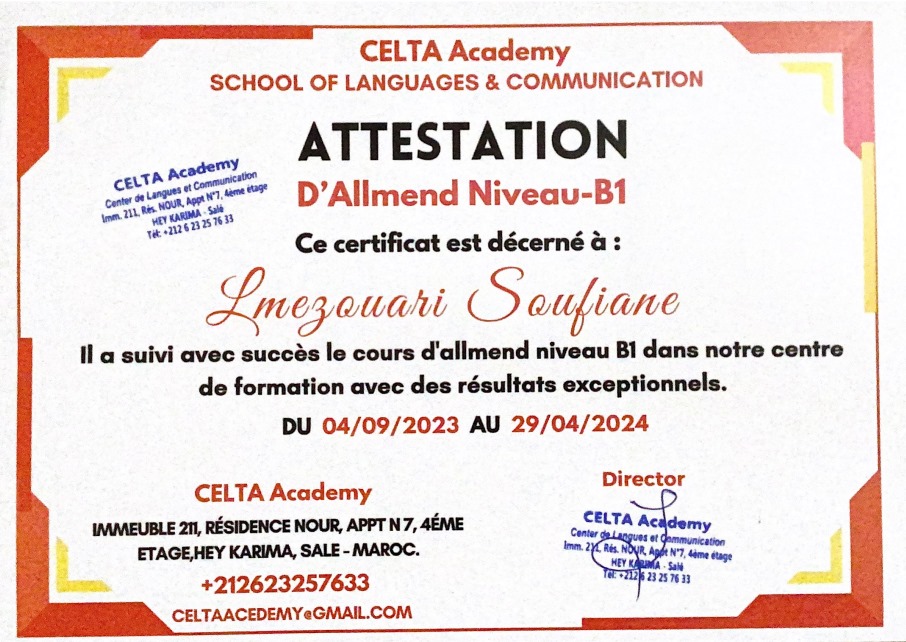 CELTA Academy
SCHOOL OF LANGUAGES & COMMUNICATION
ATTESTATION
D'Allmend Niveau-B1
CELTA Academy
Center de Langues et Communication
Imm. 211, Rés. NOUR, Appt N°7, 4ème étage
HEY KARIMA - Salé
Tél: +212 6 23 25 76 33
Ce certificat est décerné à :
Lmezouari Soufiane
Il a suivi avec succès le cours d'allmend niveau B1 dans notre centre
de formation avec des résultats exceptionnels.
DU 04/09/2023 AU 29/04/2024
CELTA Academy
IMMEUBLE 211, RÉSIDENCE NOUR, APPT N 7, 4ÉME
ETAGE,HEY KARIMA, SALE - MAROC.
+212623257633
CELTAACEDEMY@GMAIL.COM
Director
CELTA Academy
Center de Langues et Communication
Imm. 211, Rés. NOUR, Appt N°7, 4ème étage
HEY KARIMA - Salé
Tél: +212 6 23 25 76 33